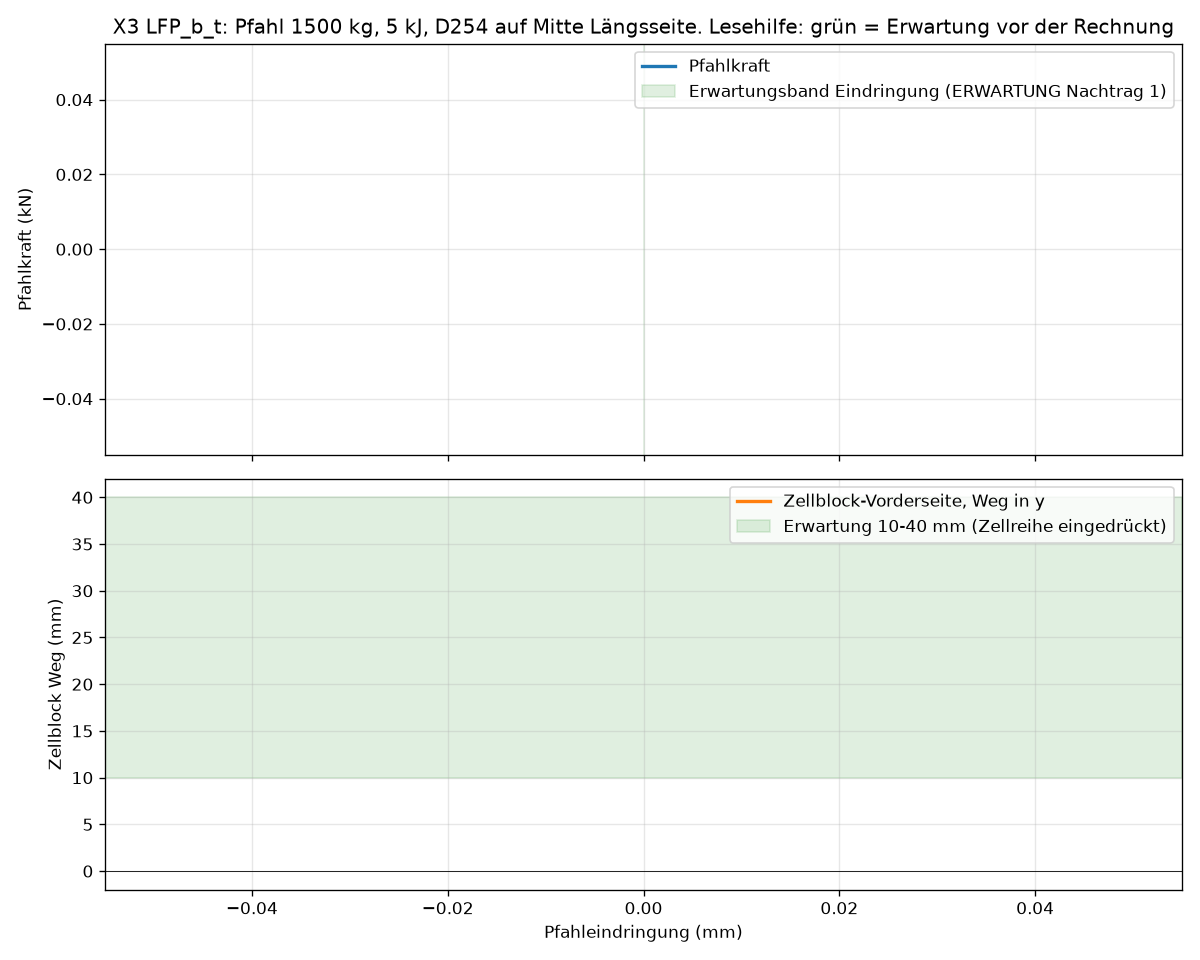 X3 LFP_b_t: Pfahl 1500 kg, 5 kJ, D254 auf Mitte Längsseite. Lesehilfe: grün = Erwartung vor der Rechnung
Pfahlkraft
Erwartungsband Eindringung (ERWARTUNG Nachtrag 1)
0.04
0.02
0.00
−0.02
−0.04
Pfahlkraft (kN)
Zellblock-Vorderseite, Weg in y
Erwartung 10-40 mm (Zellreihe eingedrückt)
40
35
30
25
20
15
10
5
0
Zellblock Weg (mm)
−0.04
−0.02
0.00
0.02
0.04
Pfahleindringung (mm)